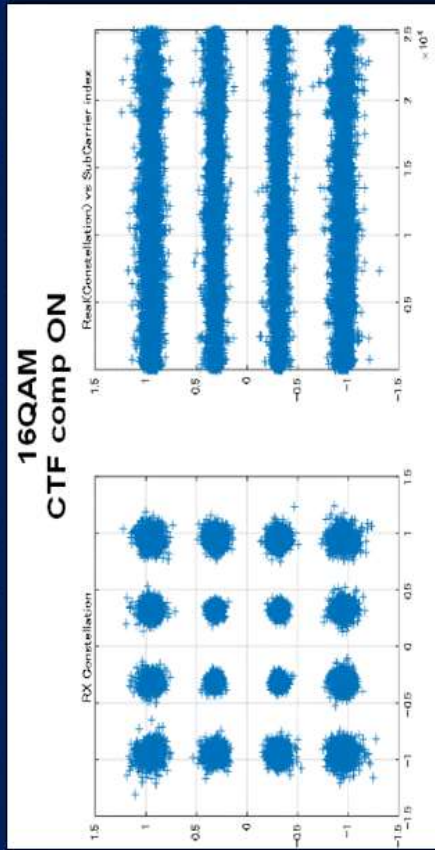 16QAM
CTF comp ON
RX Constellation
1.5
1
0.5
0
-0.5
-1
-1.5
-1.5 -1 -0.5 0 0.5 1 1.5
Real(Constellation) vs SubCarrier index
1.5
1
0.5
0
-0.5
-1
-1.5
0.5 1 1.5 2 2.5
×10⁴